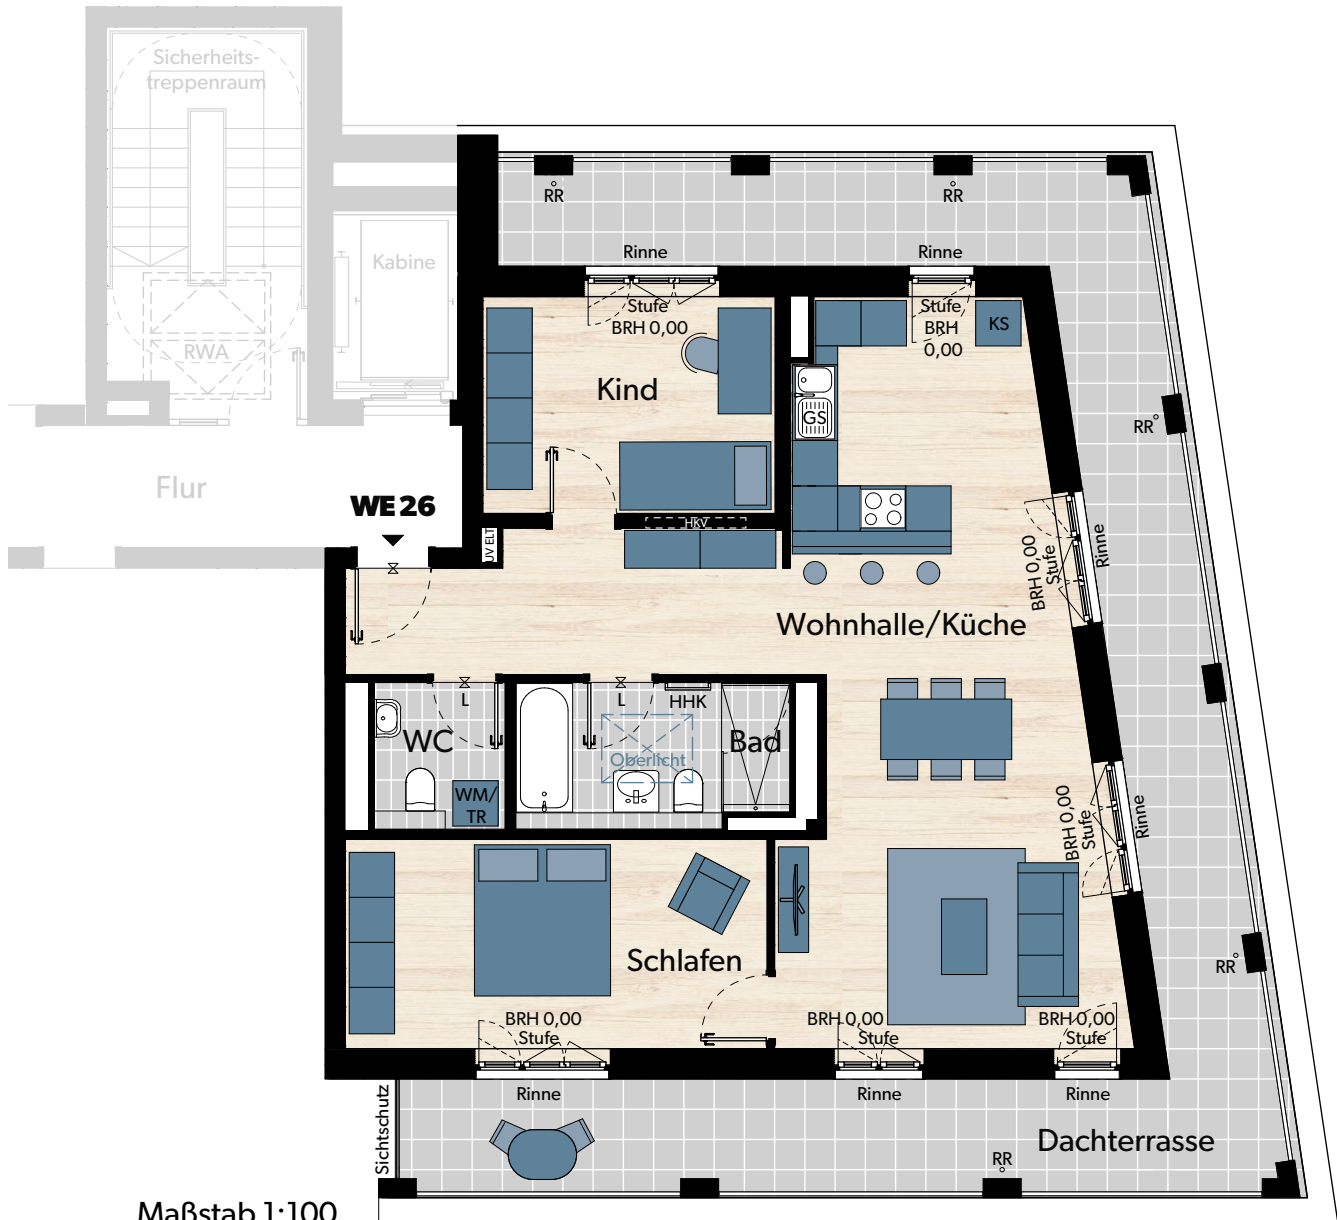 Sicherheits-
treppenraum
RR
RR
Rinne
Rinne
Kabine
Stufe
BRH 0,00
Stufe
BRH
0,00
KS
RWA
Kind
GS
RR
Flur
WE 26
HKV
UV ELT
Rinne
BRH 0,00
Stufe
Wohnhalle/Küche
L
L
HHK
WC
Bad
Oberlicht
WM/
TR
BRH 0,00
Stufe
Rinne
Schlafen
RR
BRH 0,00
Stufe
BRH 0,00
Stufe
BRH 0,00
Stufe
Rinne
Rinne
Rinne
Sichtschutz
Dachterrasse
RR
Maßstab 1:100